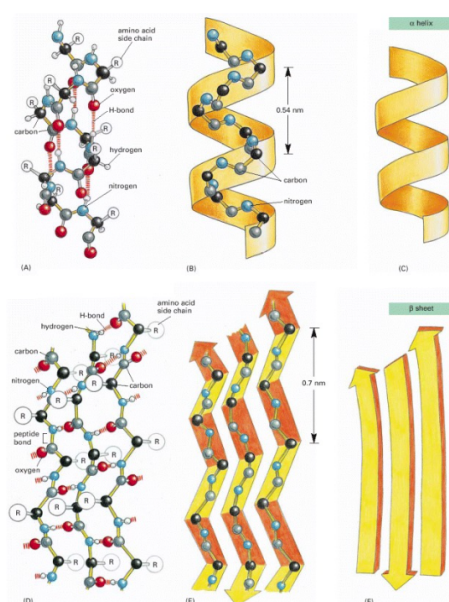 α helix
amino acid
side chain
R
R
oxygen
H-bond
R
R
carbon
R
R
hydrogen
R
nitrogen
R
R
0.54 nm
carbon
nitrogen
(A)
(B)
(C)
β sheet
H-bond
amino acid
side chain
hydrogen
R
carbon
R
R
carbon
nitrogen
R
R
peptide
bond
R
R
oxygen
R
R
R
R
R
R
0.7 nm
(D)
(E)
(F)